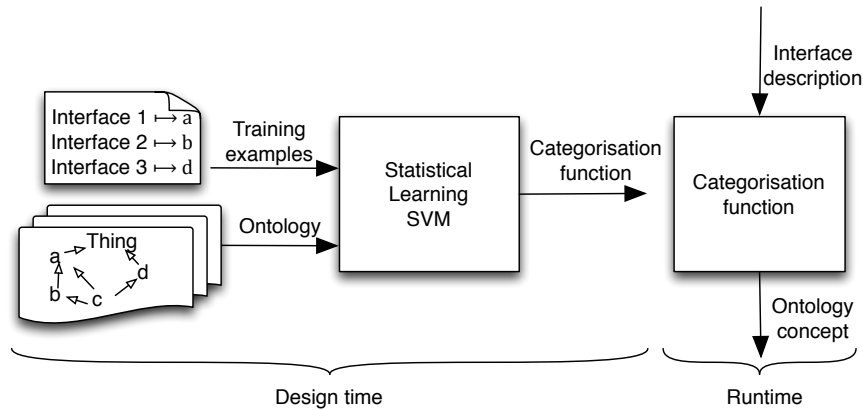 Interface 1 ↦ a
Interface 2 ↦ b
Interface 3 ↦ d
Training
examples
Thing
a
d
b
c
Ontology
Statistical
Learning
SVM
Categorisation
function
Interface
description
Categorisation
function
Ontology
concept
Design time
Runtime